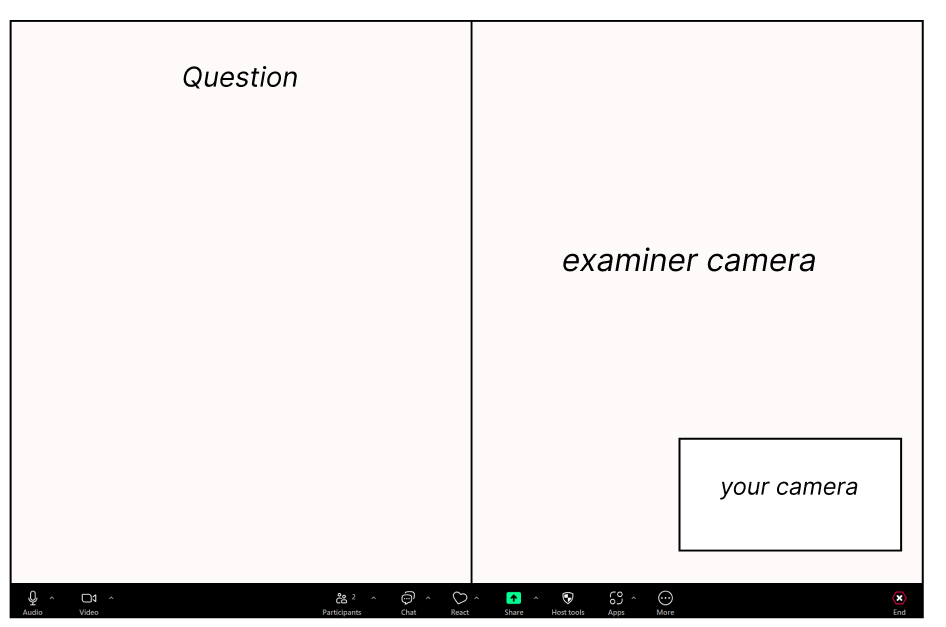 Question
examiner camera
your camera
Audio
Video
Participants
2
Chat
React
Share
Host tools
Apps
More
End